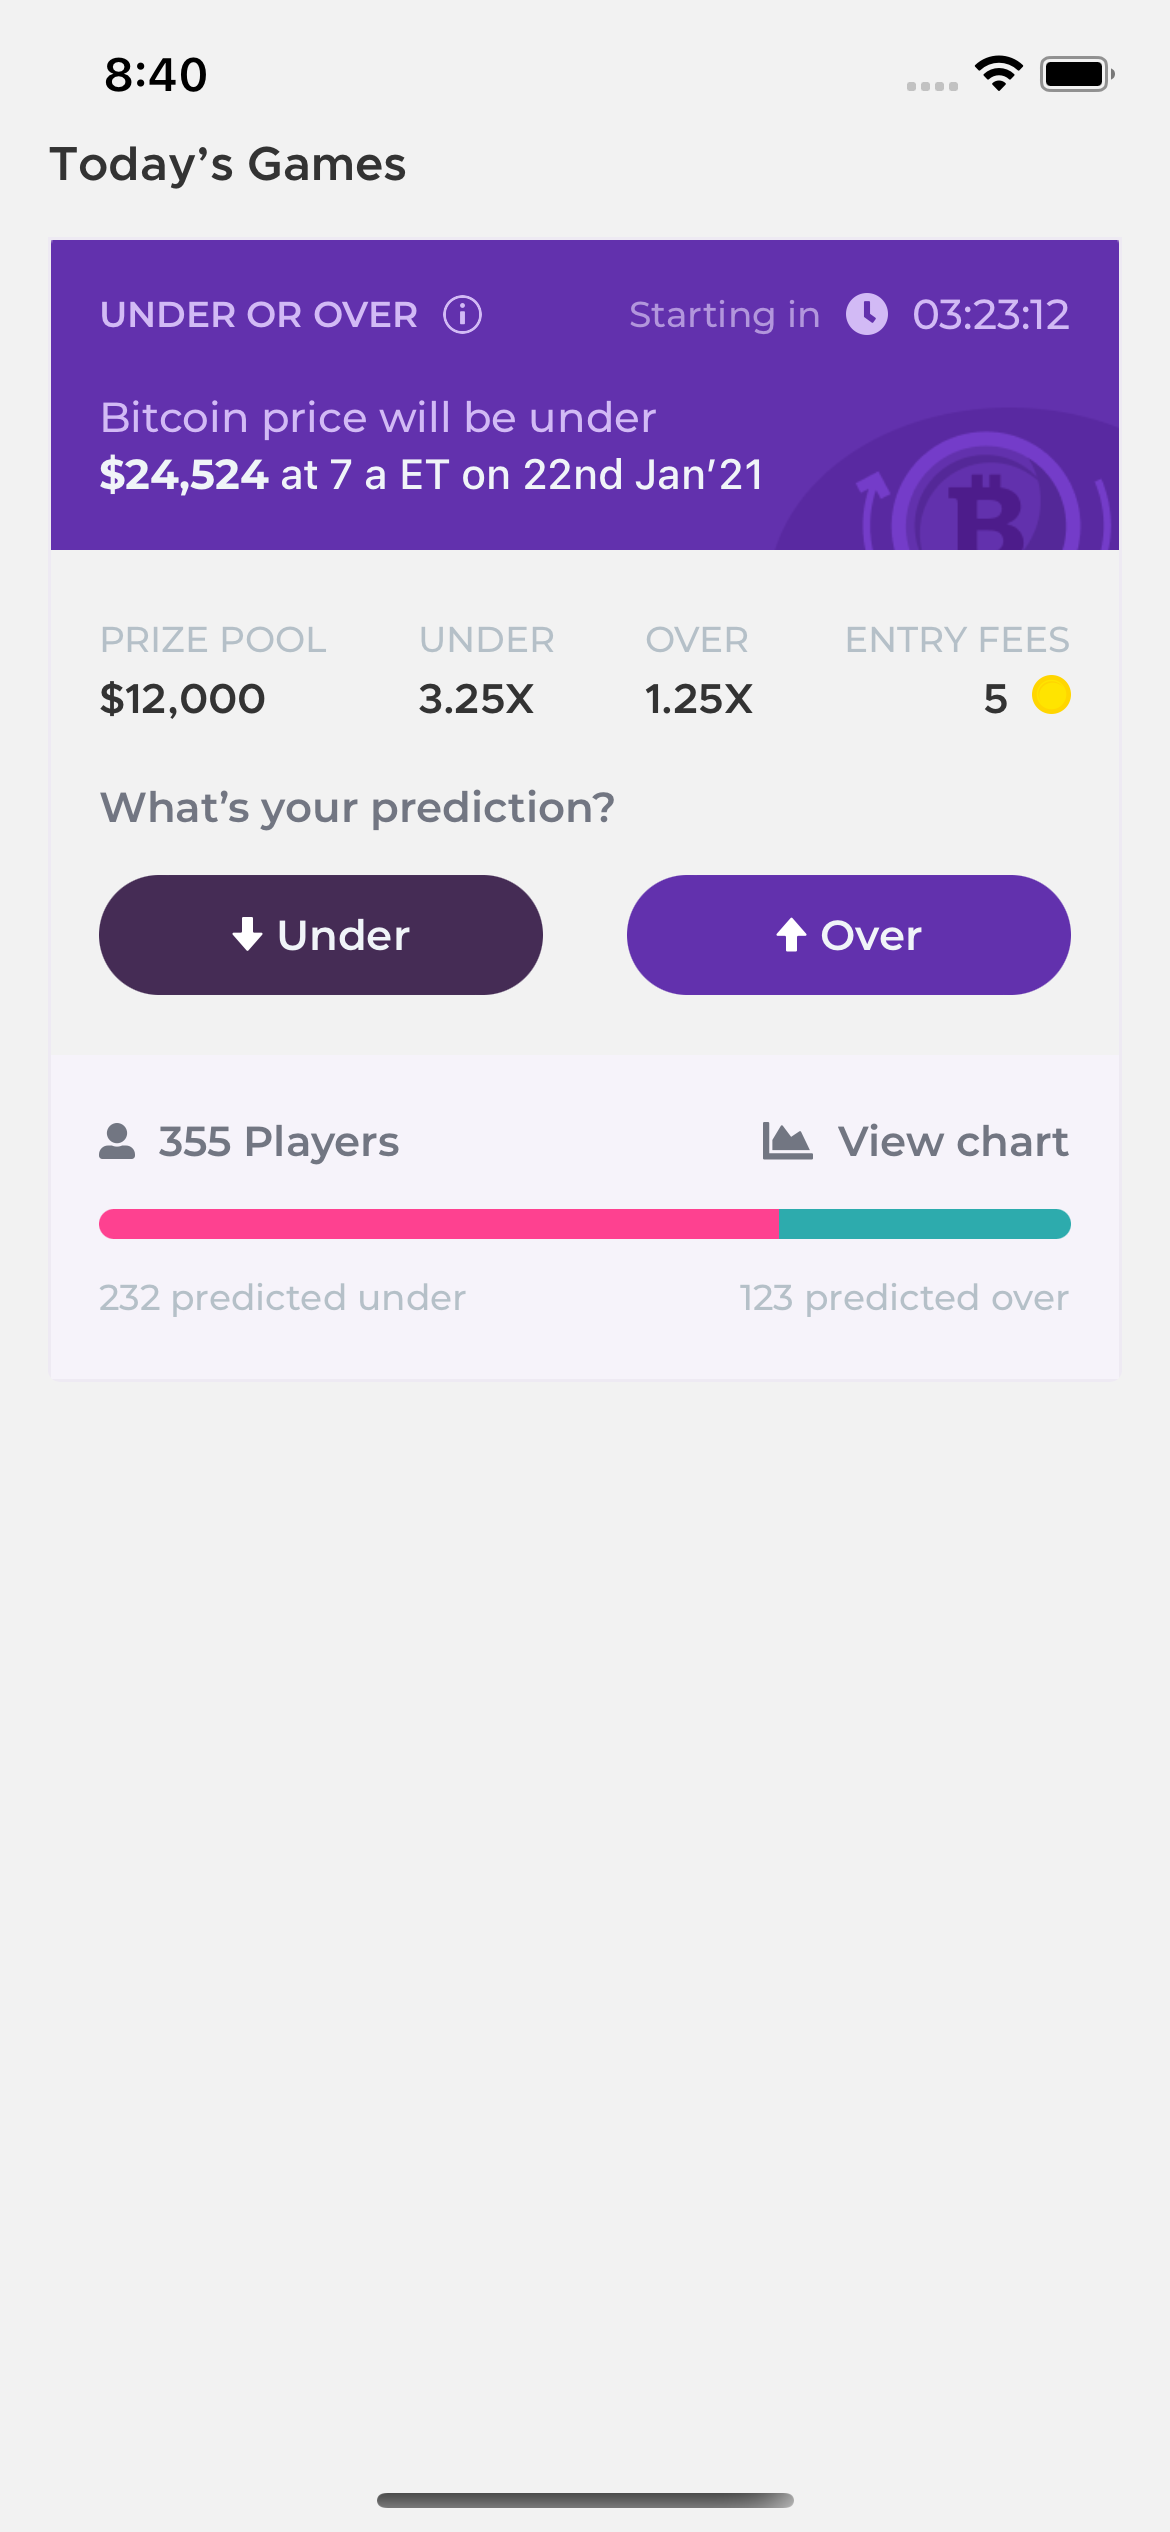 8:40
Today’s Games
UNDER OR OVER
Starting in 03:23:12
Bitcoin price will be under
$24,524 at 7 a ET on 22nd Jan’21
PRIZE POOL UNDER OVER ENTRY FEES
$12,000 3.25X 1.25X 5
What’s your prediction?
Under Over
355 Players View chart
232 predicted under 123 predicted over